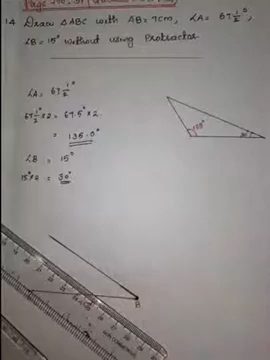 14. Draw △ABC with AB = 7cm, ∠A = 67½°,
∠B = 15° without using Protractor.
∠A = 67½°
67½° × 2 = 67.5° × 2
= 135.0°
∠B = 15°
15° × 2 = 30°
30°
B